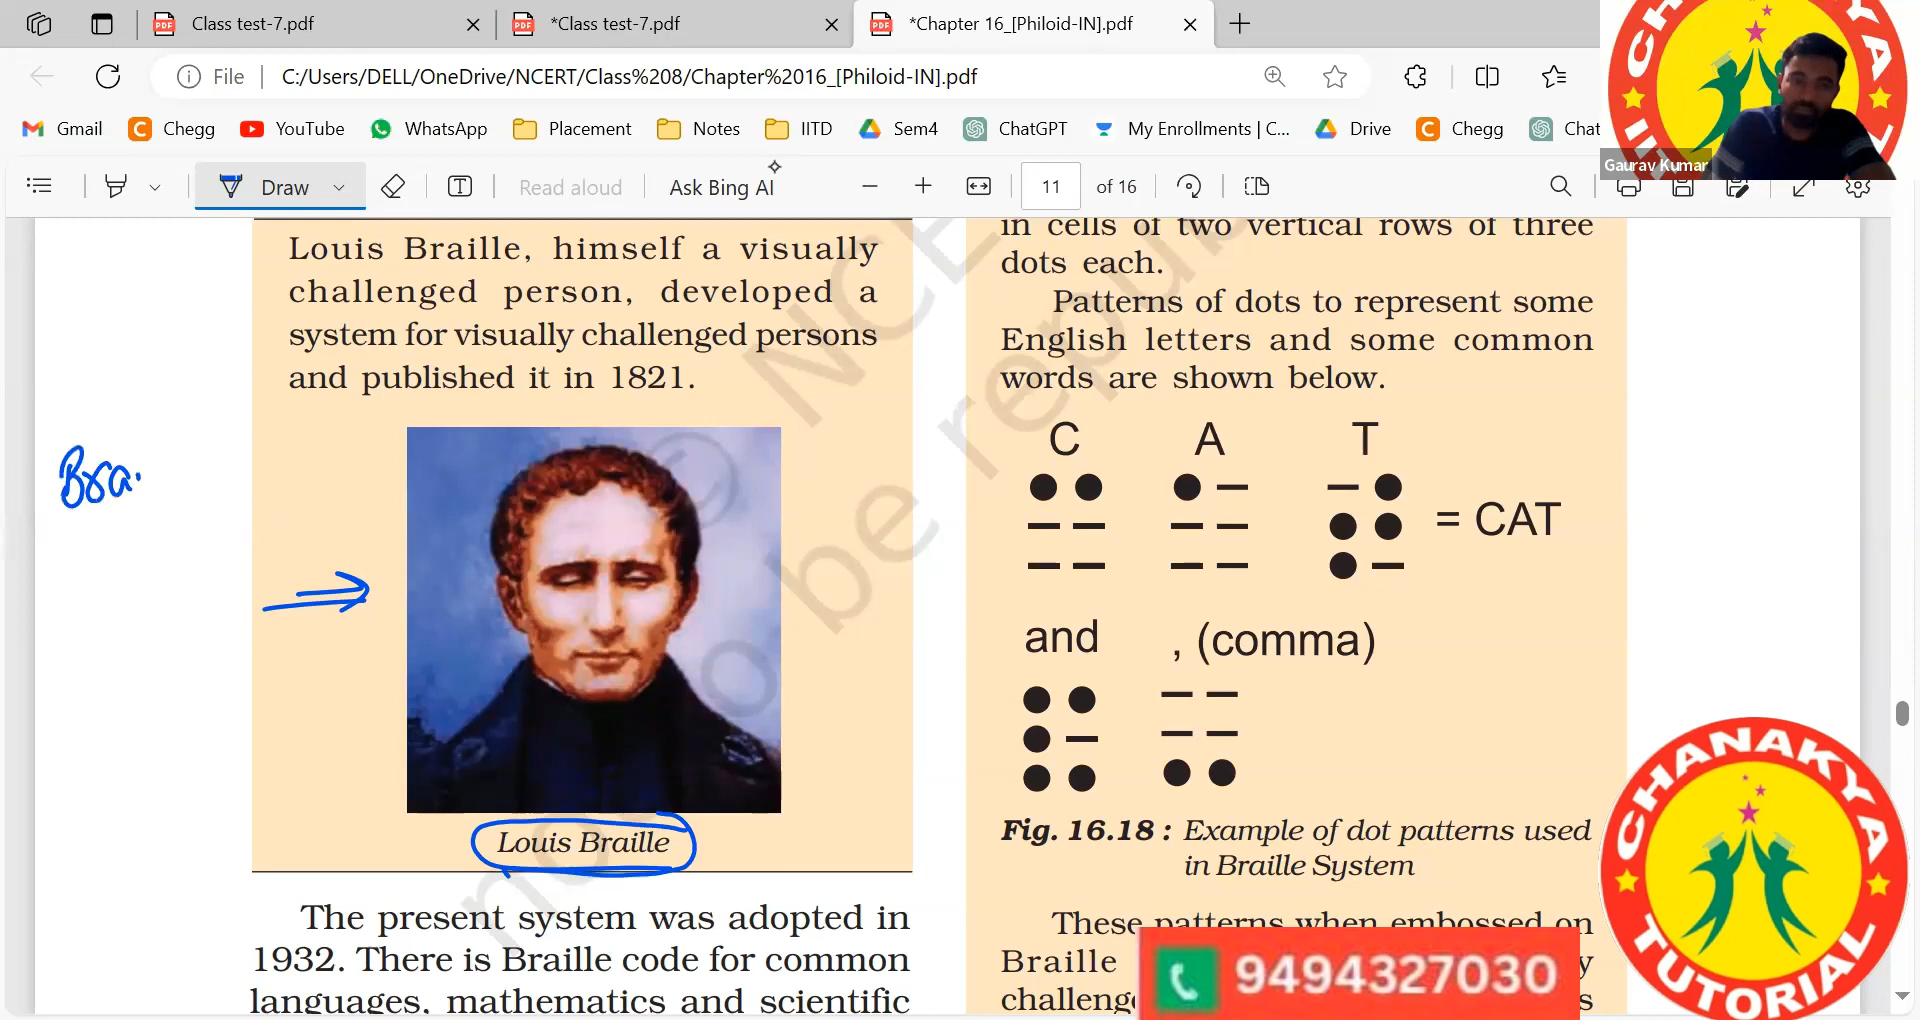 Class test-7.pdf
*Class test-7.pdf
*Chapter 16_[Philoid-IN].pdf
File
C:/Users/DELL/OneDrive/NCERT/Class%208/Chapter%2016_[Philoid-IN].pdf
Gmail
Chegg
YouTube
WhatsApp
Placement
Notes
IITD
Sem4
ChatGPT
My Enrollments | C...
Drive
Chegg
Chat
Gaurav Kumar
Draw
Read aloud
Ask Bing AI
11 of 16
Louis Braille, himself a visually
challenged person, developed a
system for visually challenged persons
and published it in 1821.
Bra
Louis Braille
The present system was adopted in
1932. There is Braille code for common
languages, mathematics and scientific
in cells of two vertical rows of three
dots each.
Patterns of dots to represent some
English letters and some common
words are shown below.
C A T
= CAT
and , (comma)
Fig. 16.18 : Example of dot patterns used
in Braille System
These patterns when embossed on
Braille
9494327030
CHANAKYA
TUTORIAL